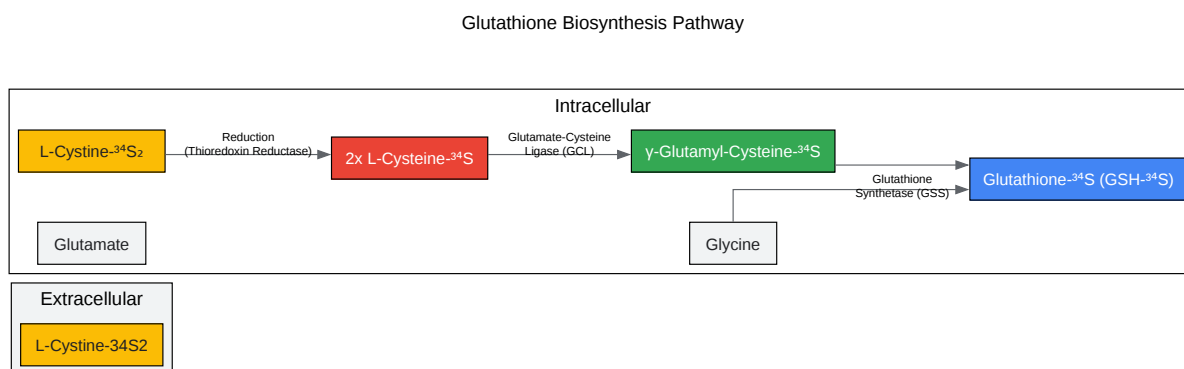 Glutathione Biosynthesis Pathway
Intracellular
L-Cystine-³⁴S₂
Reduction
(Thioredoxin Reductase)
2x L-Cysteine-³⁴S
Glutamate-Cysteine
Ligase (GCL)
γ-Glutamyl-Cysteine-³⁴S
Glutathione
Synthetase (GSS)
Glutathione-³⁴S (GSH-³⁴S)
Glutamate
Glycine
Extracellular
L-Cystine-34S2